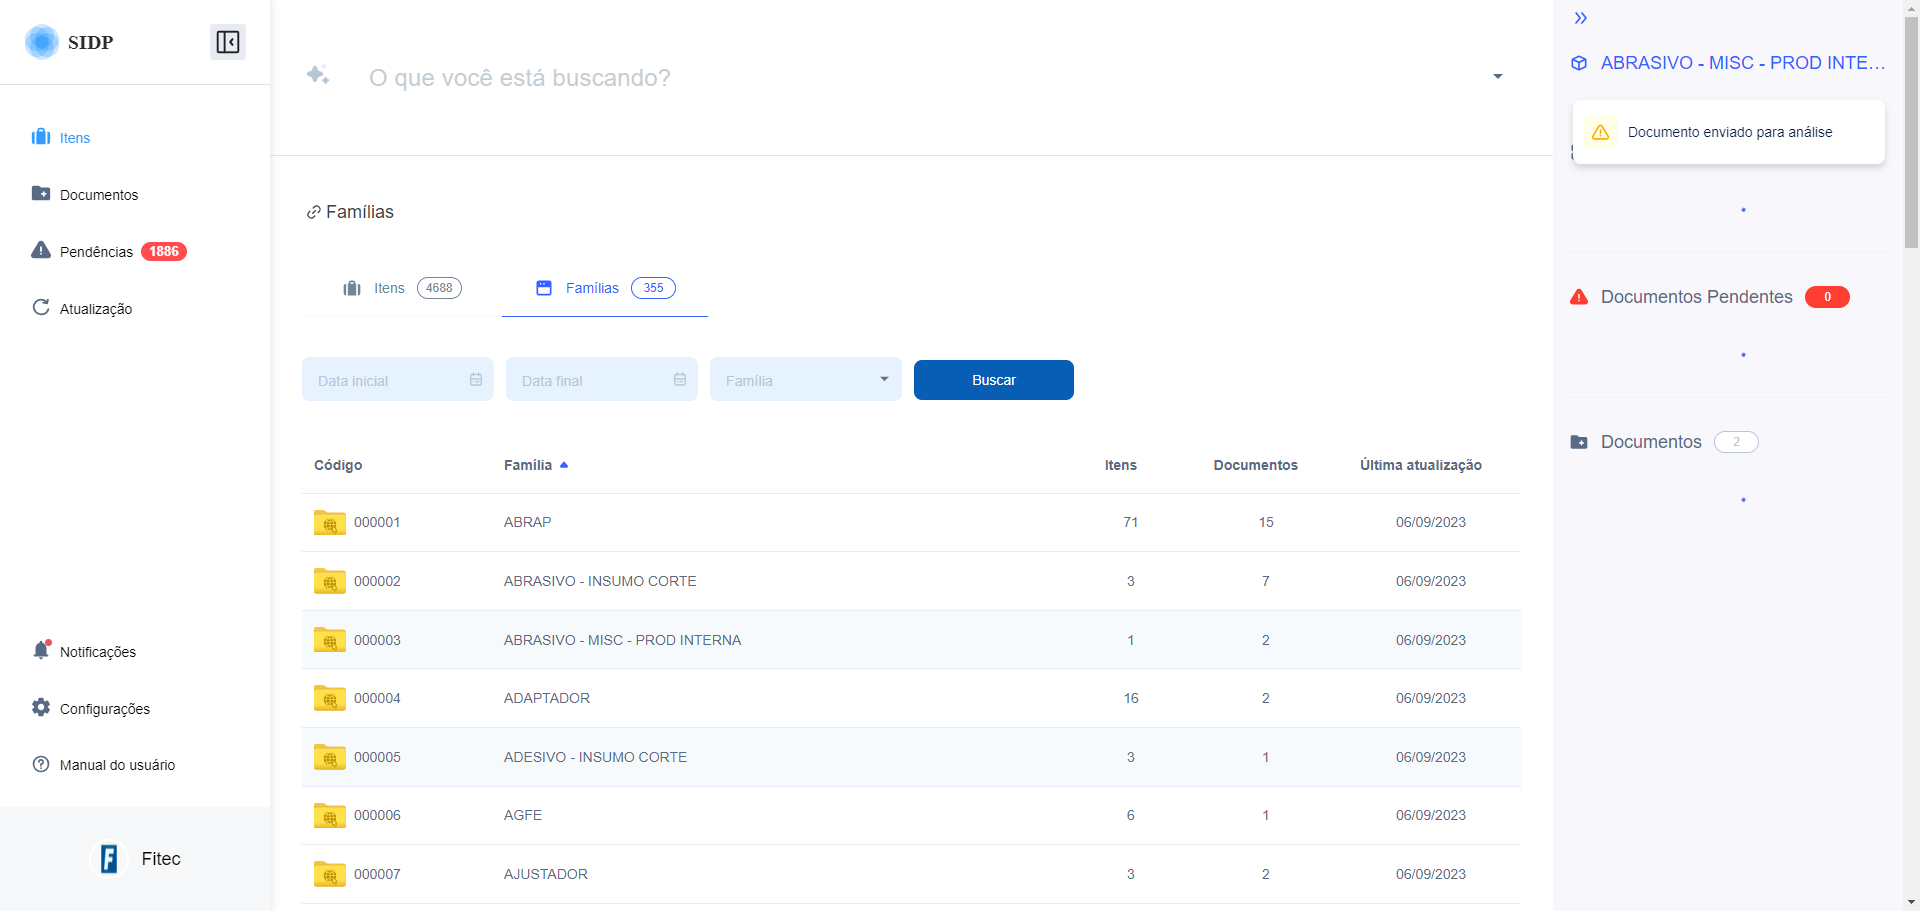 SIDP
Itens
Documentos
Pendências 1886
Atualização
Notificações
Configurações
Manual do usuário
Fitec
O que você está buscando?
Famílias
Itens 4688
Famílias 355
Data inicial
Data final
Família
Buscar
Código Família Itens Documentos Última atualização
000001 ABRAP 71 15 06/09/2023
000002 ABRASIVO - INSUMO CORTE 3 7 06/09/2023
000003 ABRASIVO - MISC - PROD INTERNA 1 2 06/09/2023
000004 ADAPTADOR 16 2 06/09/2023
000005 ADESIVO - INSUMO CORTE 3 1 06/09/2023
000006 AGFE 6 1 06/09/2023
000007 AJUSTADOR 3 2 06/09/2023
ABRASIVO - MISC - PROD INTE...
Documento enviado para análise
Documentos Pendentes 0
Documentos 2